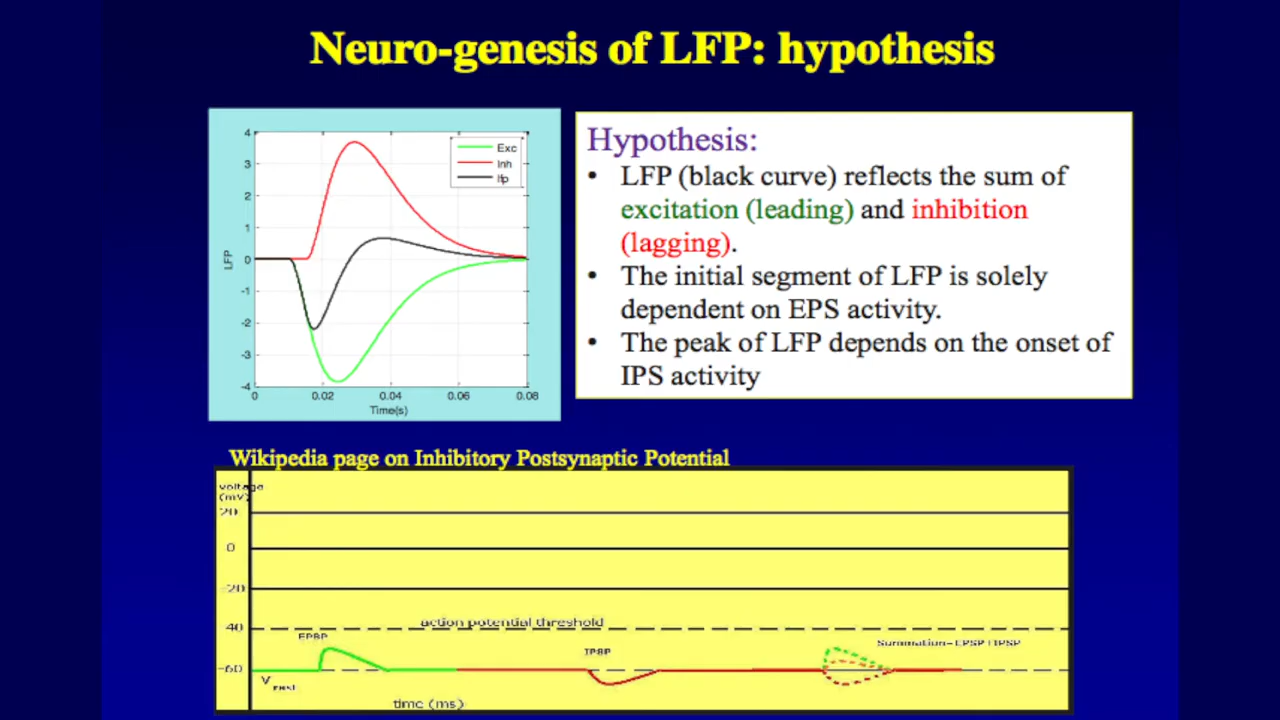 Neuro-genesis of LFP: hypothesis
4
3
2
1
0
-1
-2
-3
-4
LFP
0
0.02
0.04
0.06
0.08
Time(s)
Exc
Inh
lfp
Hypothesis:
• LFP (black curve) reflects the sum of
excitation (leading) and inhibition
(lagging).
• The initial segment of LFP is solely
dependent on EPS activity.
• The peak of LFP depends on the onset of
IPS activity
Wikipedia page on Inhibitory Postsynaptic Potential
voltage
(mV)
20
0
-20
-40
-60
action potential threshold
EPSP
IPSP
Summation- EPSP+IPSP
V rest
time (ms)